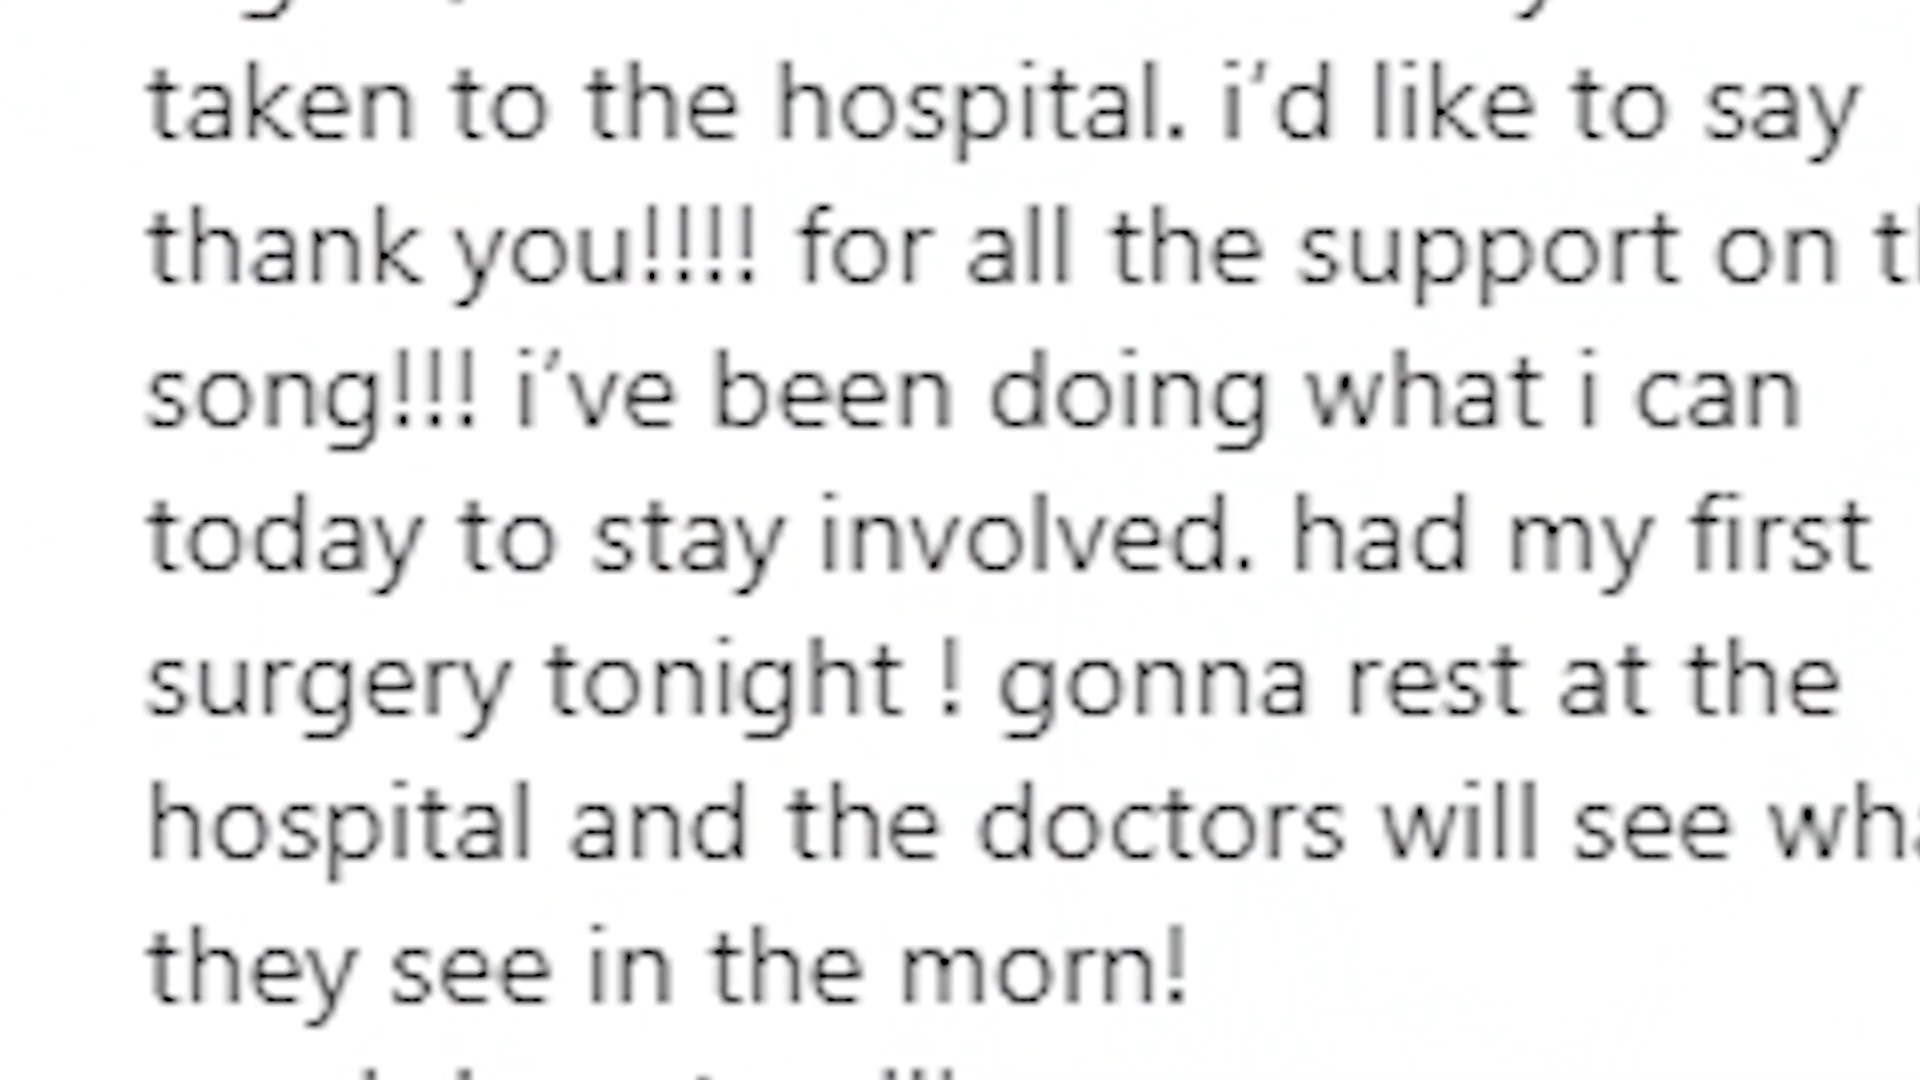 taken to the hospital. i'd like to say
thank you!!!! for all the support on
song!!! i've been doing what i can
today to stay involved. had my first
surgery tonight ! gonna rest at the
hospital and the doctors will see
they see in the morn!